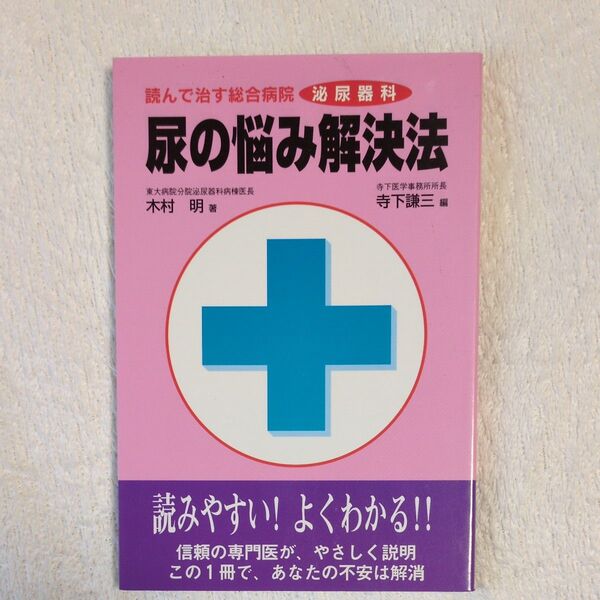 読んで治す総合病院 泌尿器科
尿の悩み解決法
東大病院分院泌尿器科病棟医長
木村 明 著
寺下医学事務所所長
寺下謙三 編
読みやすい! よくわかる!!
信頼の専門医が、やさしく説明
この1冊で、あなたの不安は解消